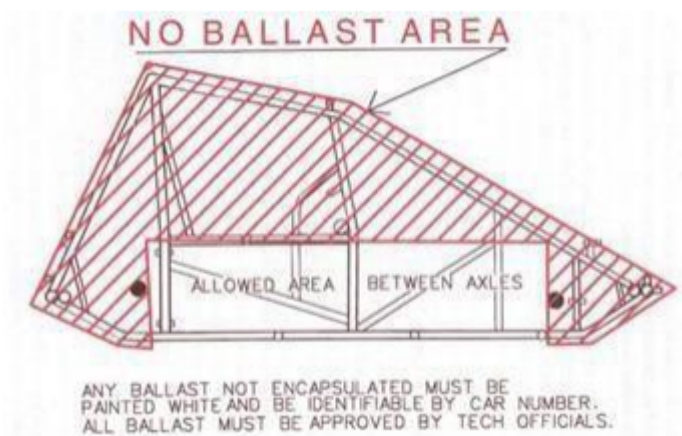 NO BALLAST AREA
ALLOWED AREA BETWEEN AXLES
ANY BALLAST NOT ENCAPSULATED MUST BE
PAINTED WHITE AND BE IDENTIFIABLE BY CAR NUMBER.
ALL BALLAST MUST BE APPROVED BY TECH OFFICIALS.